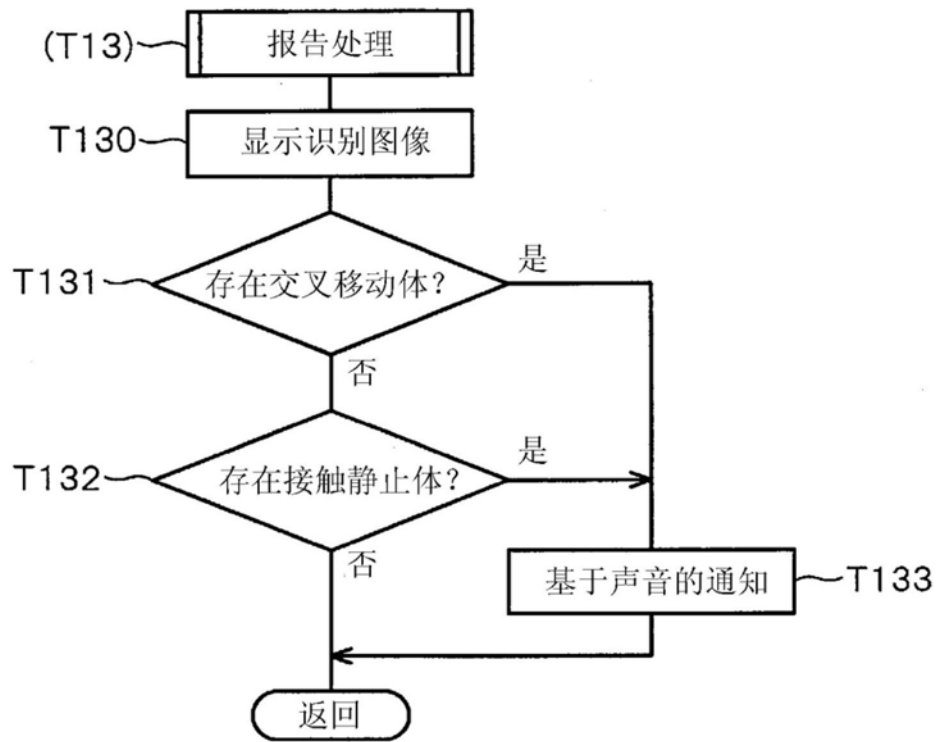 (T13)
报告处理
T130
显示识别图像
T131
存在交叉移动体?
是
否
T132
存在接触静止体?
是
否
基于声音的通知
T133
返回